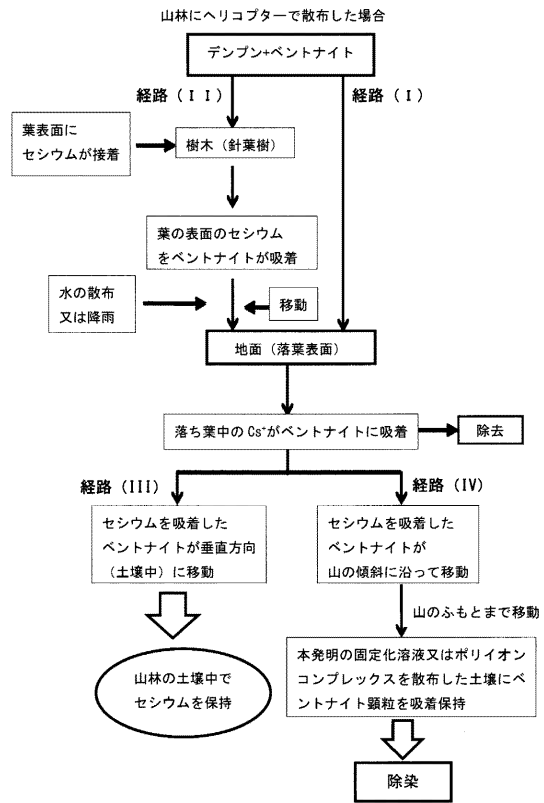 山林にヘリコプターで散布した場合
デンプン+ベントナイト
経路（ＩＩ）
経路（Ｉ）
葉表面に
セシウムが接着
樹木（針葉樹）
葉の表面のセシウム
をベントナイトが吸着
水の散布
又は降雨
移動
地面（落葉表面）
落ち葉中のCs⁺がベントナイトに吸着
除去
経路（III）
経路（IV）
セシウムを吸着した
ベントナイトが垂直方向
（土壌中）に移動
セシウムを吸着した
ベントナイトが
山の傾斜に沿って移動
山のふもとまで移動
山林の土壌中で
セシウムを保持
本発明の固定化溶液又はポリイオン
コンプレックスを散布した土壌にベ
ントナイト顆粒を吸着保持
除染